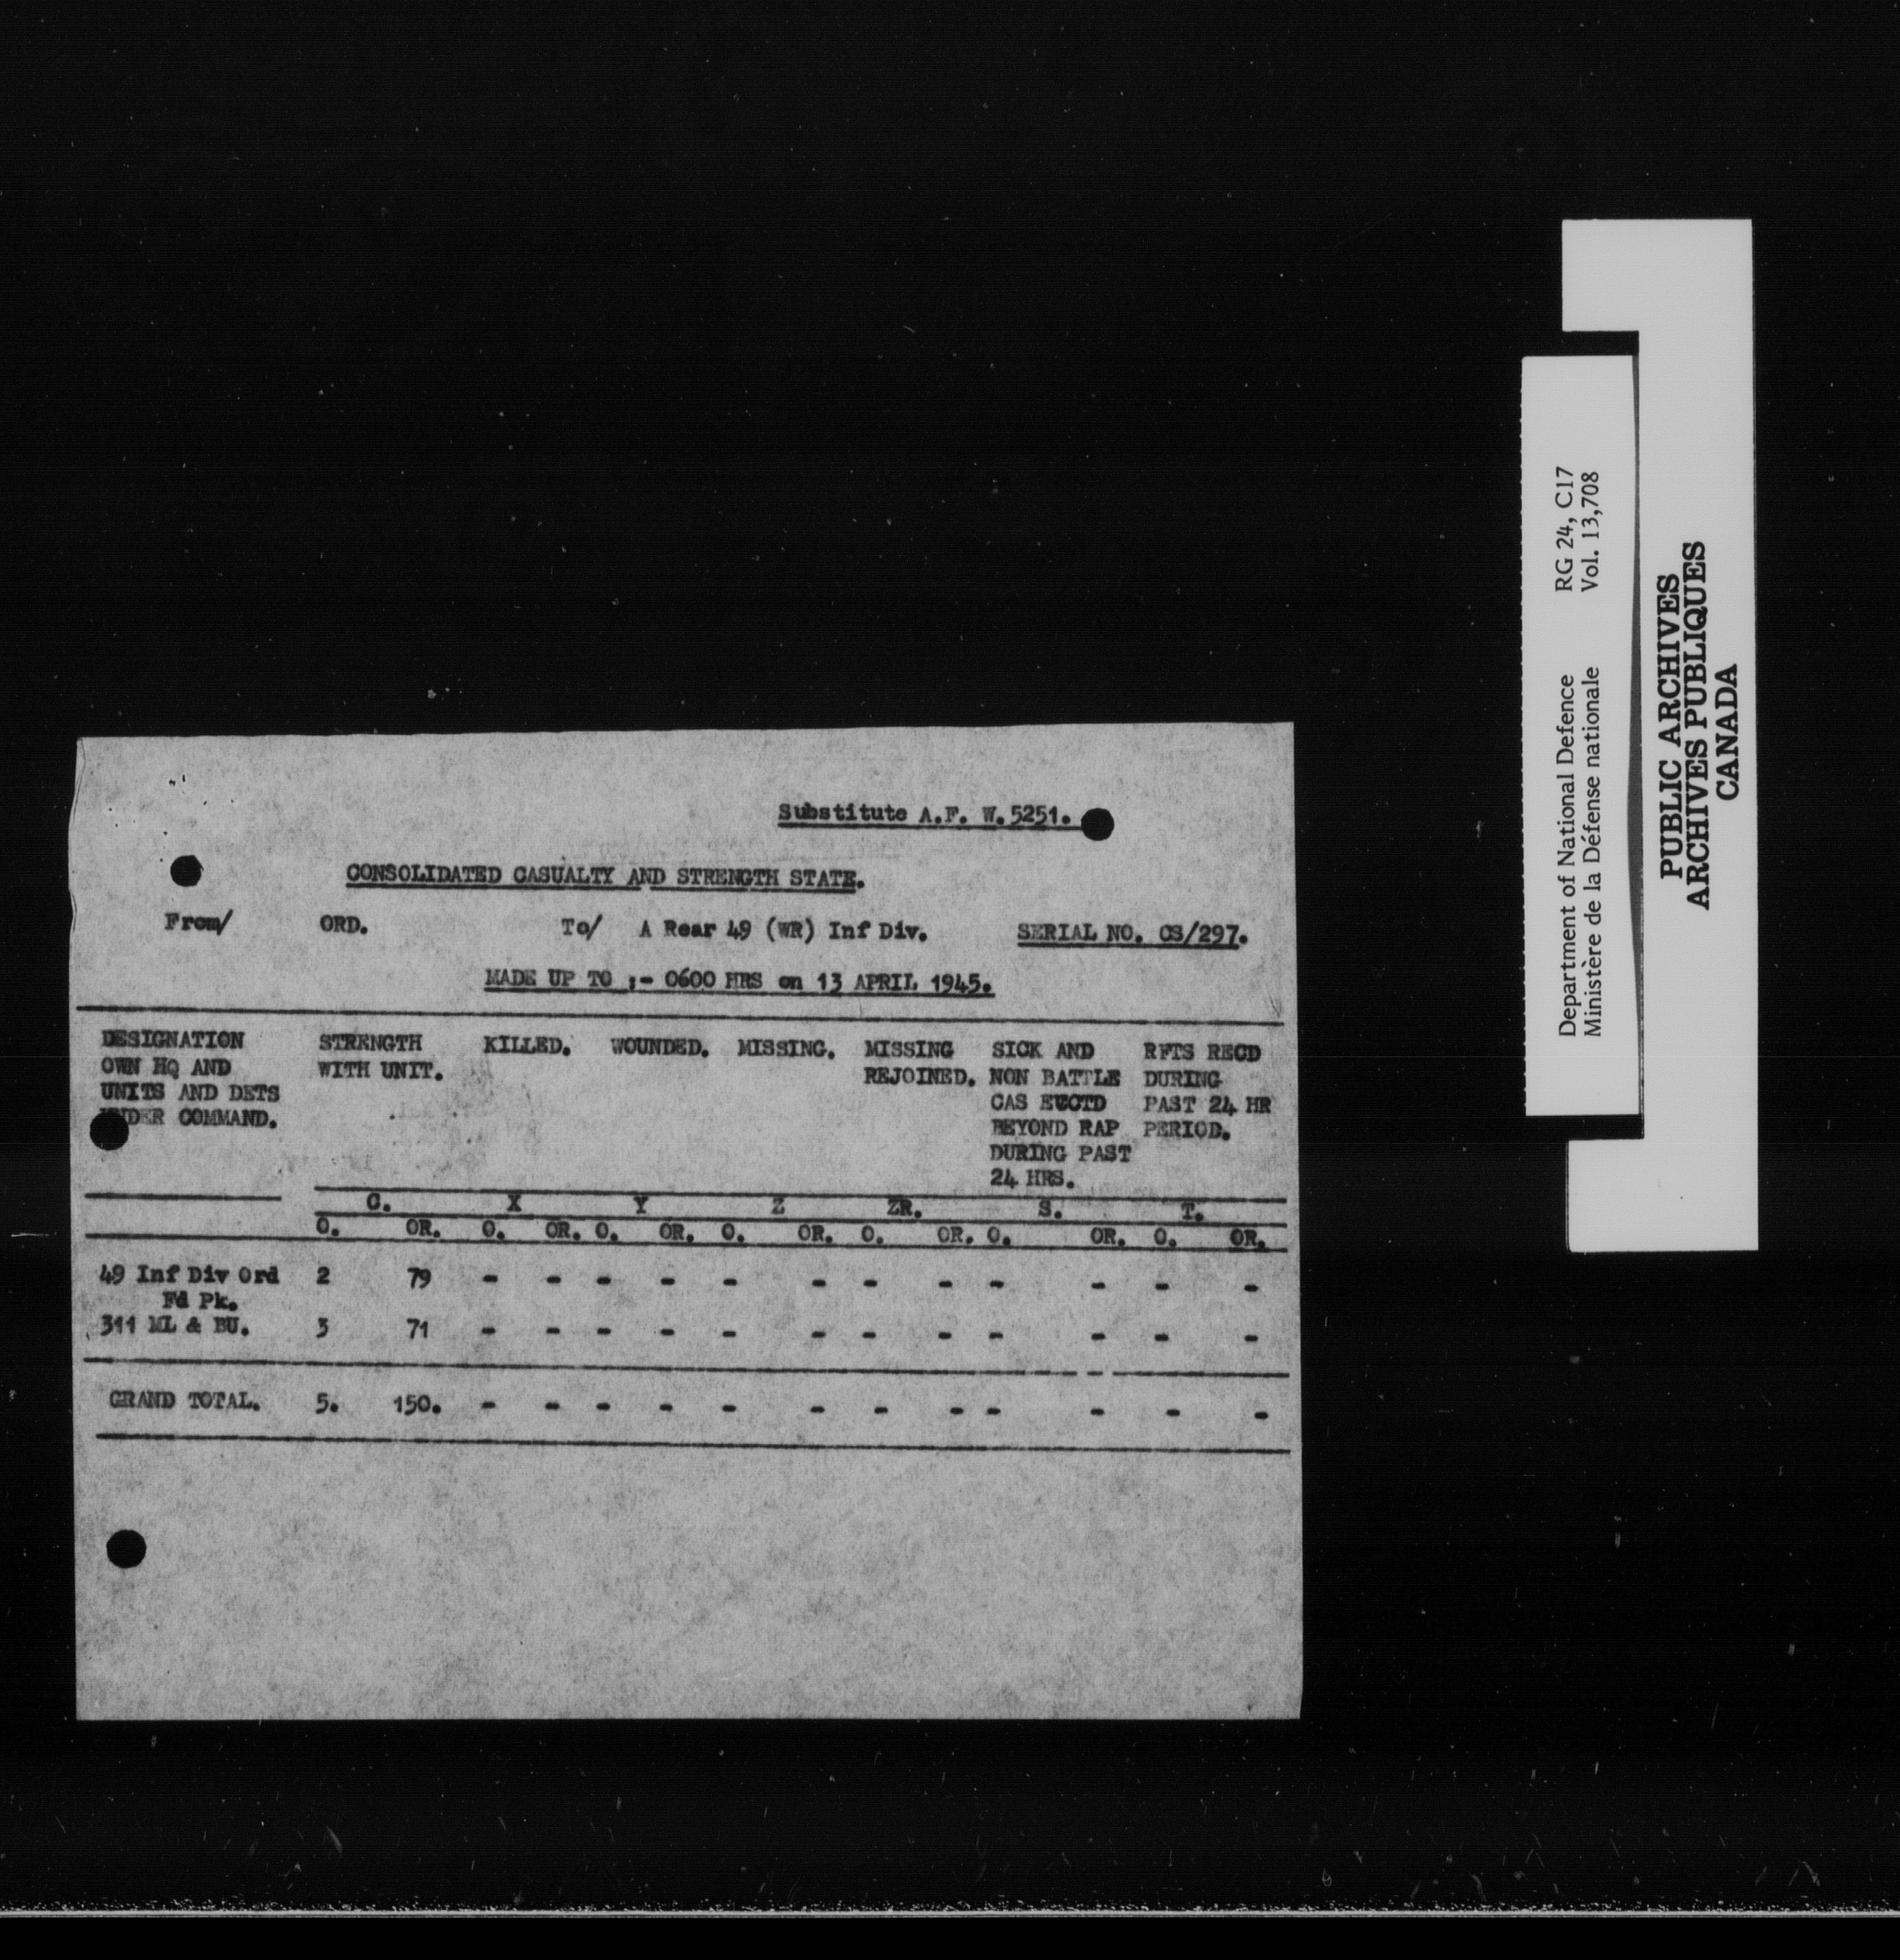 Substitute A.F. W.5251.
CONSOLIDATED CASUALTY AND STRENGTH STATE.
From/ ORD. To/ A Rear 49 (WR) Inf Div. SERIAL NO. CS/297.
MADE UP TO :- 0600 HRS on 13 APRIL 1945.
DESIGNATION STRENGTH KILLED. WOUNDED. MISSING. MISSING SICK AND RFTS RECD
OWN HQ AND WITH UNIT. REJOINED. NON BATTLE DURING
UNITS AND DETS CAS EVCTD PAST 24 HR
UNDER COMMAND. BEYOND RAP PERIOD.
DURING PAST
24 HRS.
C. X Y Z ZR. S. T.
O. OR. O. OR. O. OR. O. OR. O. OR. O. OR. O. OR.
49 Inf Div Ord 2 79 - - - - - - - - - - - -
Fd Pk.
311 ML & BU. 3 71 - - - - - - - - - - - -
GRAND TOTAL. 5. 150. - - - - - - - - - - - -
Department of National Defence RG 24, C17
Ministère de la Défense nationale Vol. 13,708
PUBLIC ARCHIVES
ARCHIVES PUBLIQUES
CANADA